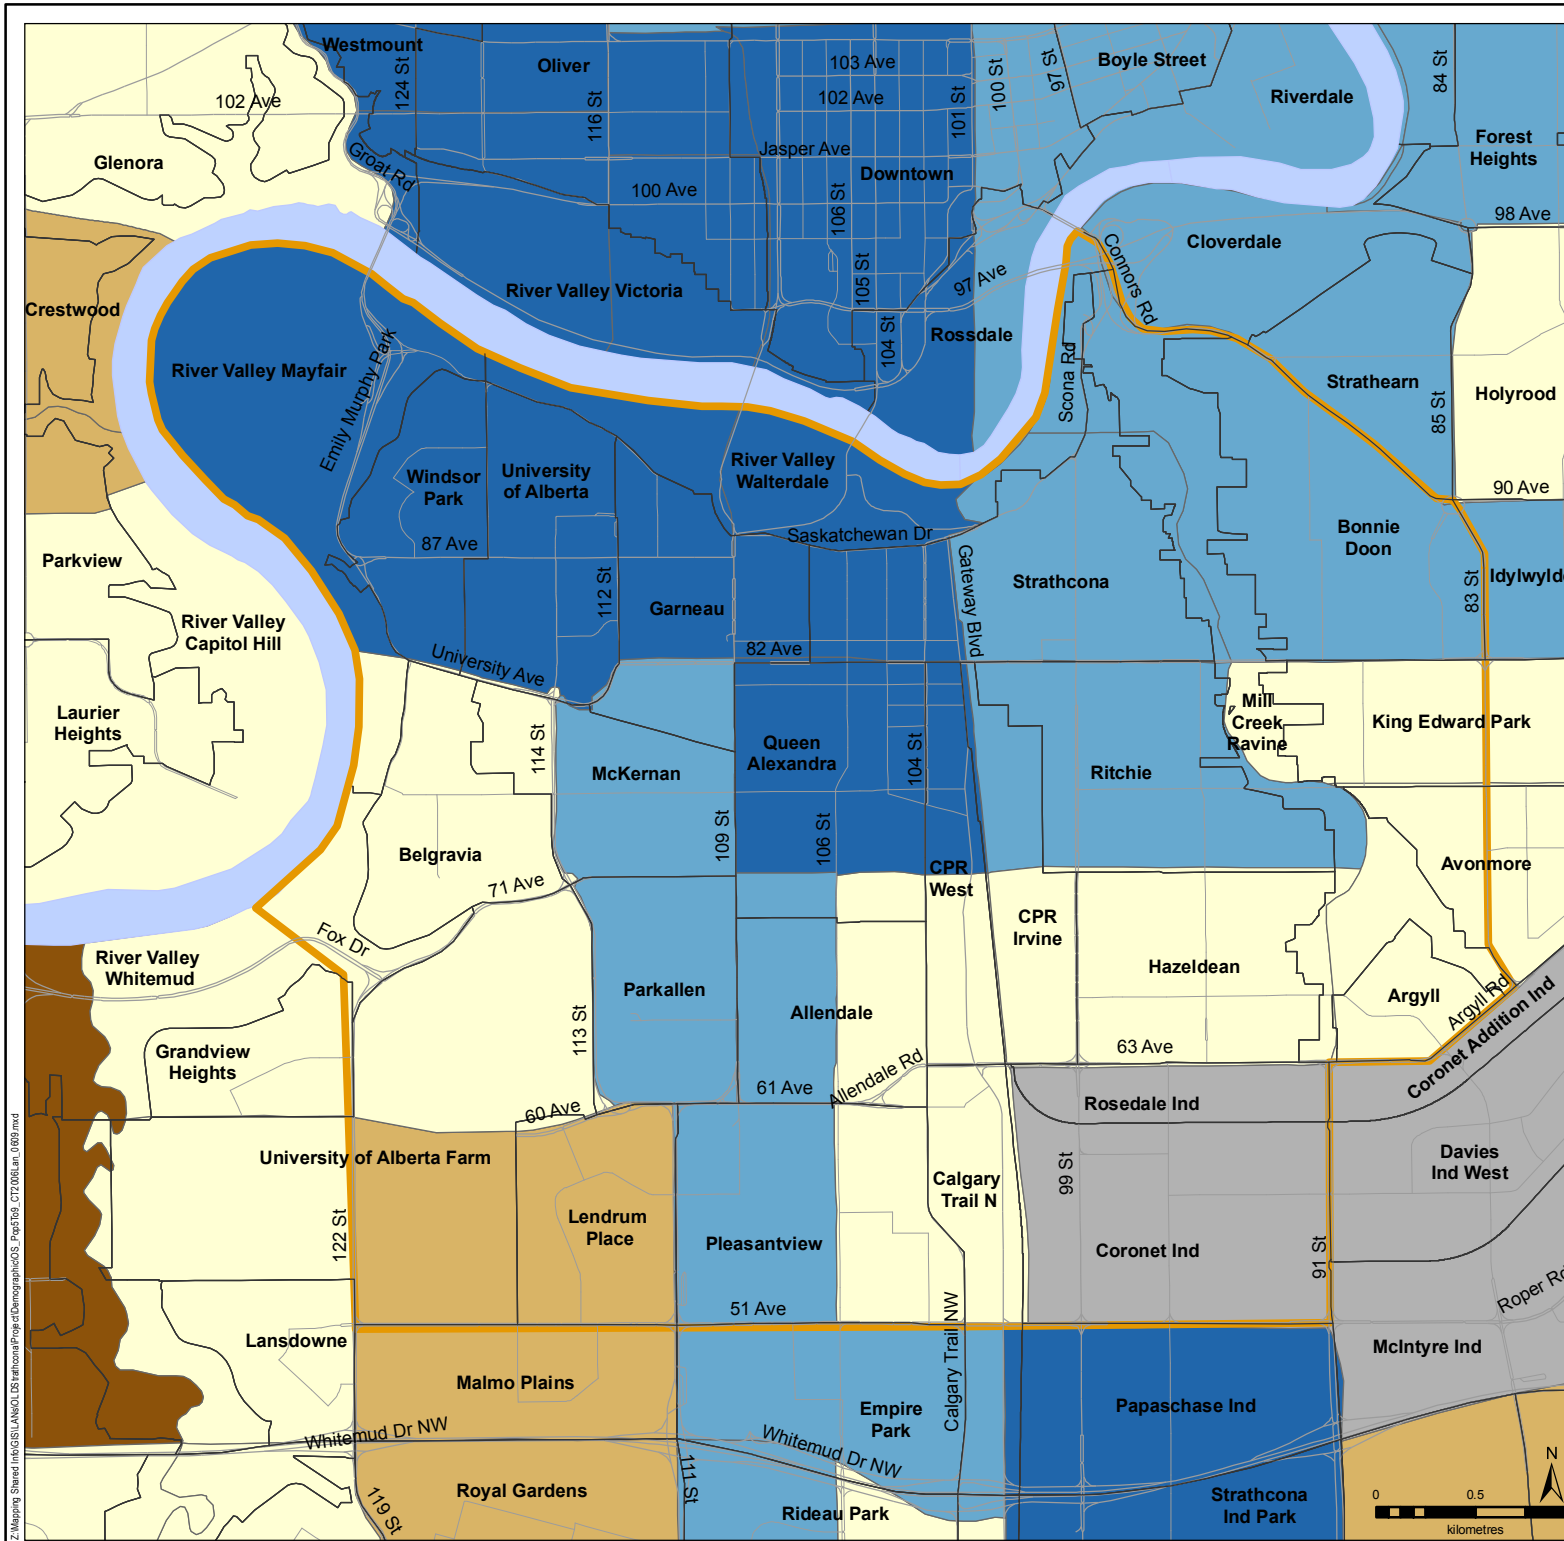 Westmount
124 St
Oliver
116 St
103 Ave
102 Ave
101 St
100 St
97 St
Boyle Street
Riverdale
84 St
102 Ave
Glenora
Groat Rd
Jasper Ave
Downtown
100 Ave
106 St
Forest
Heights
98 Ave
Cloverdale
Connors Rd
Crestwood
River Valley Victoria
105 St
97 Ave
Rossdale
104 St
River Valley Mayfair
Emily Murphy Park
Scona Rd
Strathearn
85 St
Holyrood
Windsor
Park
University
of Alberta
River Valley
Walterdale
90 Ave
87 Ave
Saskatchewan Dr
Bonnie
Doon
Parkview
112 St
Garneau
Gateway Blvd
Strathcona
83 St
River Valley
Capitol Hill
University Ave
82 Ave
Laurier
Heights
114 St
McKernan
Queen
Alexandra
104 St
Ritchie
Mill
Creek
Ravine
King Edward Park
109 St
106 St
Belgravia
71 Ave
CPR
West
Avonmore
CPR
Irvine
Fox Dr
River Valley
Whitemud
Hazeldean
Parkallen
Allendale
Argyll
Argyll Rd
Coronet Addition Ind
113 St
Grandview
Heights
63 Ave
60 Ave
61 Ave
Allendale Rd
Rosedale Ind
University of Alberta Farm
99 St
Davies
Ind West
Calgary
Trail N
122 St
Lendrum
Place
Pleasantview
Coronet Ind
91 St
51 Ave
Calgary Trail NW
Lansdowne
McIntyre Ind
Malmo Plains
Empire
Park
Papaschase Ind
Whitemud Dr NW
Whitemud Dr NW
111 St
119 St
Royal Gardens
Rideau Park
Strathcona
Ind Park
N
0 0.5
kilometres